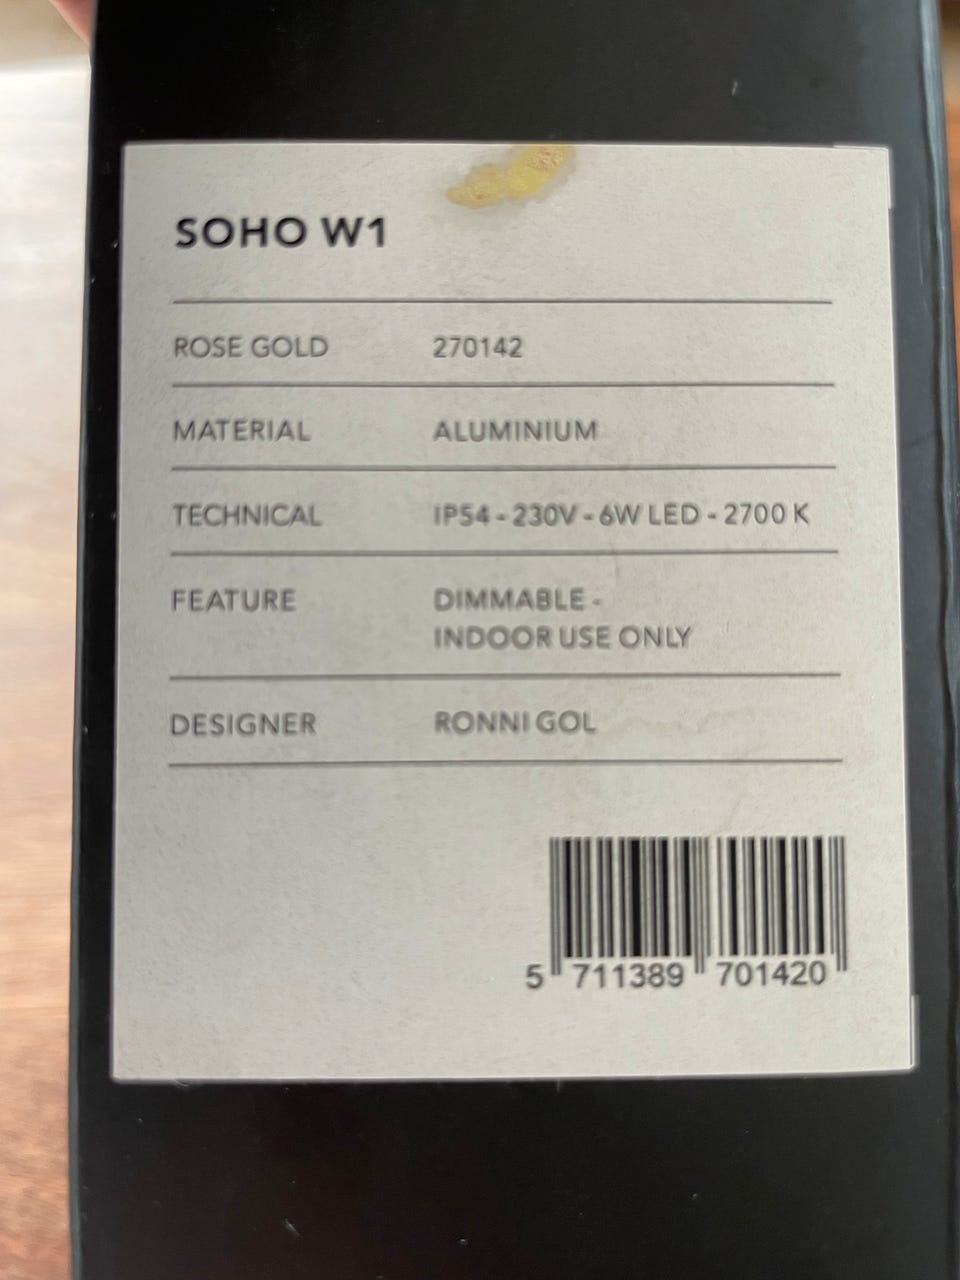 SOHO W1
ROSE GOLD 270142
MATERIAL ALUMINIUM
TECHNICAL IP54 - 230V - 6W LED - 2700 K
FEATURE DIMMABLE -
INDOOR USE ONLY
DESIGNER RONNI GOL
5 711389 701420